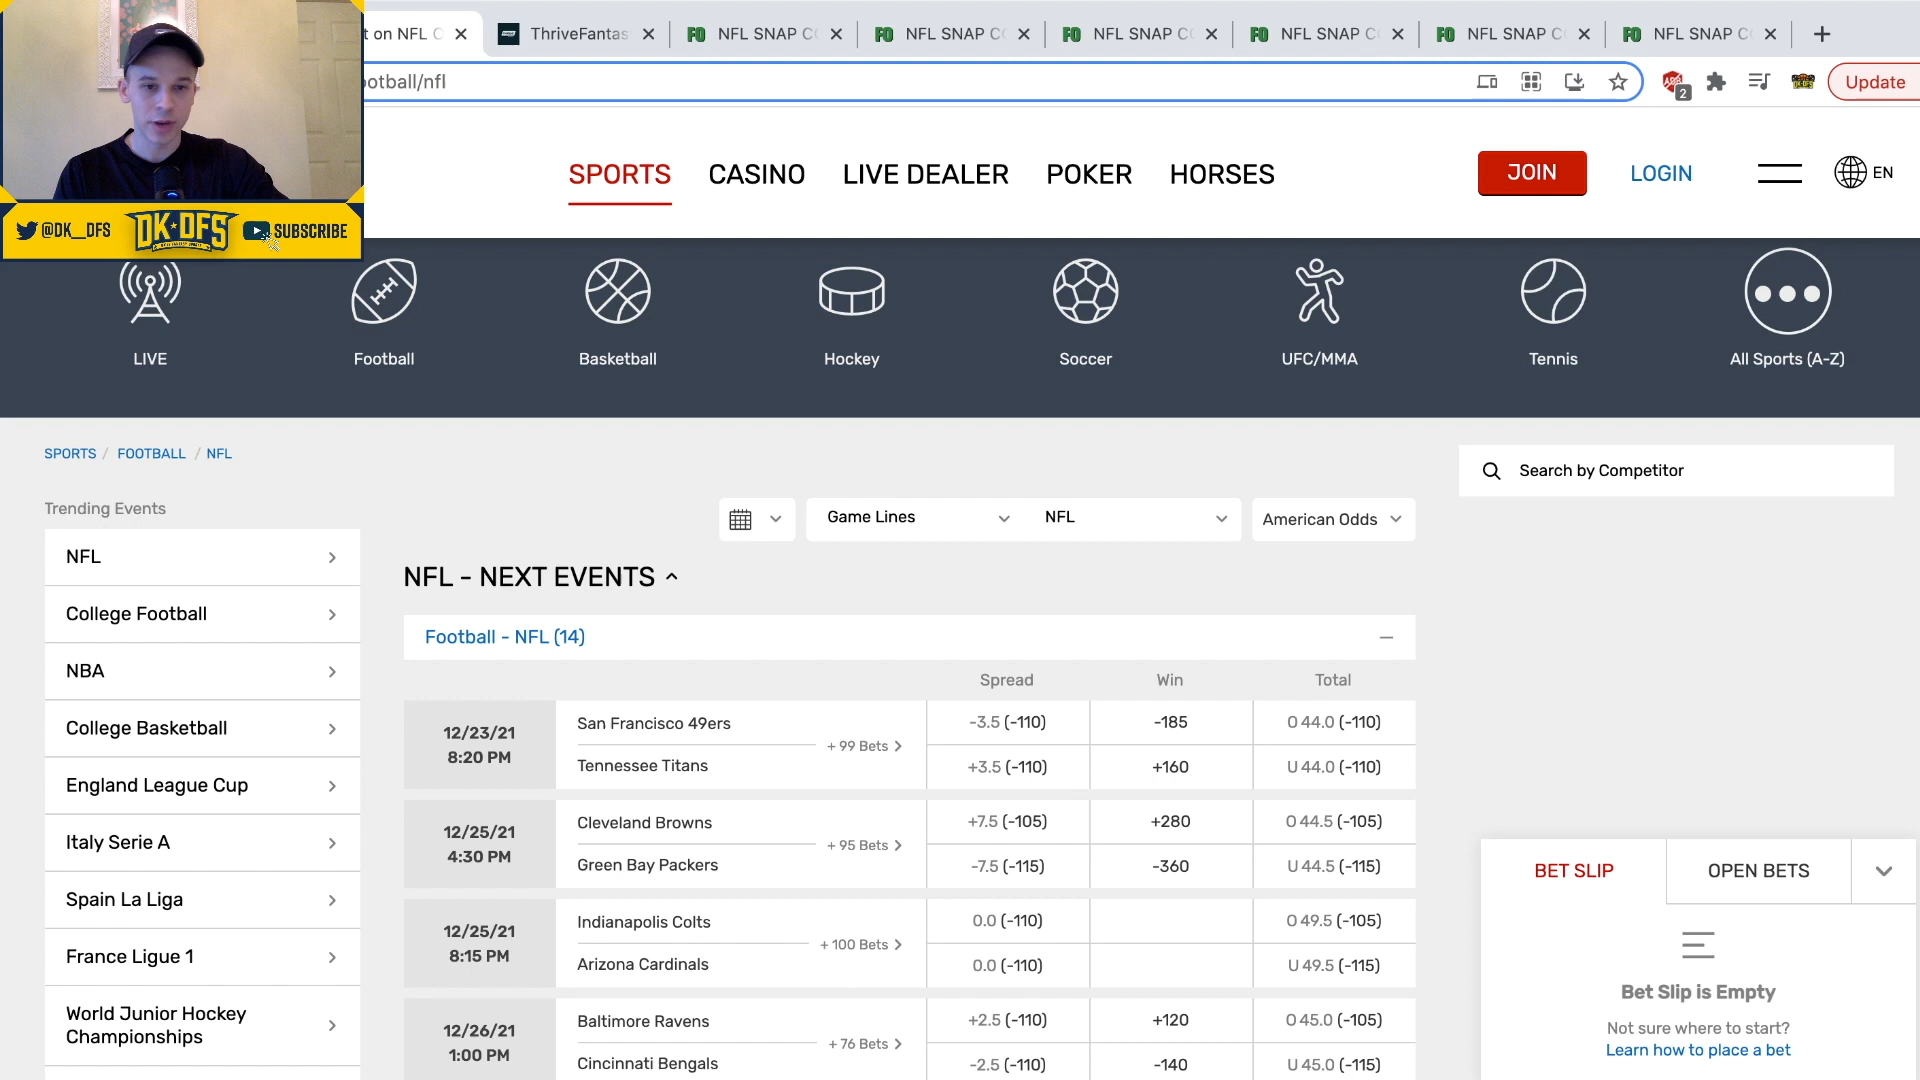 t on NFL O
ThriveFantas
NFL SNAP CO
NFL SNAP CO
NFL SNAP CO
NFL SNAP CO
NFL SNAP CO
NFL SNAP CO
ootball/nfl
2
Update
@DK__DFS
DK DFS
SUBSCRIBE
SPORTS
CASINO
LIVE DEALER
POKER
HORSES
JOIN
LOGIN
EN
LIVE
Football
Basketball
Hockey
Soccer
UFC/MMA
Tennis
All Sports (A-Z)
SPORTS / FOOTBALL / NFL
Search by Competitor
Trending Events
NFL
College Football
NBA
College Basketball
England League Cup
Italy Serie A
Spain La Liga
France Ligue 1
World Junior Hockey
Championships
Game Lines
NFL
American Odds
NFL - NEXT EVENTS
Football - NFL (14)
Spread Win Total
12/23/21
8:20 PM
San Francisco 49ers
Tennessee Titans
+ 99 Bets
-3.5 (-110) -185 O 44.0 (-110)
+3.5 (-110) +160 U 44.0 (-110)
12/25/21
4:30 PM
Cleveland Browns
Green Bay Packers
+ 95 Bets
+7.5 (-105) +280 O 44.5 (-105)
-7.5 (-115) -360 U 44.5 (-115)
12/25/21
8:15 PM
Indianapolis Colts
Arizona Cardinals
+ 100 Bets
0.0 (-110) O 49.5 (-105)
0.0 (-110) U 49.5 (-115)
12/26/21
1:00 PM
Baltimore Ravens
Cincinnati Bengals
+ 76 Bets
+2.5 (-110) +120 O 45.0 (-105)
-2.5 (-110) -140 U 45.0 (-115)
BET SLIP
OPEN BETS
Bet Slip is Empty
Not sure where to start?
Learn how to place a bet